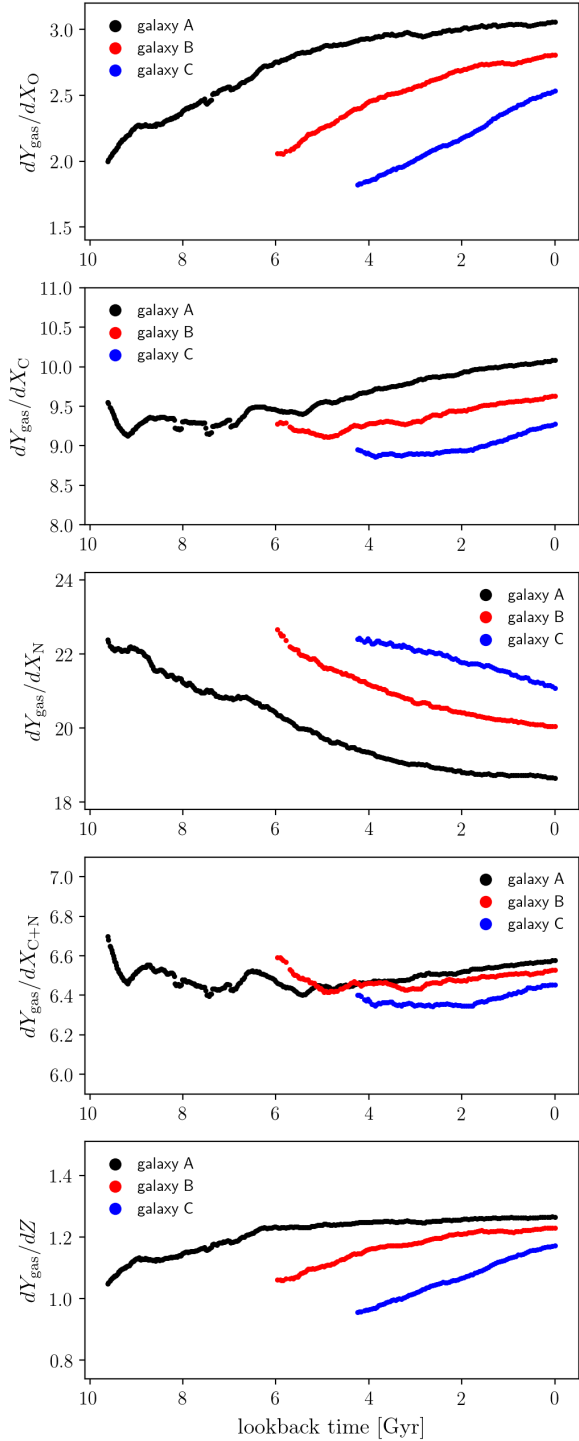 galaxy A
galaxy B
galaxy C
dY_gas/dX_O
3.0
2.5
2.0
1.5
10 8 6 4 2 0
galaxy A
galaxy B
galaxy C
dY_gas/dX_C
11.0
10.5
10.0
9.5
9.0
8.5
8.0
10 8 6 4 2 0
galaxy A
galaxy B
galaxy C
dY_gas/dX_N
24
22
20
18
10 8 6 4 2 0
galaxy A
galaxy B
galaxy C
dY_gas/dX_C+N
7.0
6.8
6.6
6.4
6.2
6.0
10 8 6 4 2 0
galaxy A
galaxy B
galaxy C
dY_gas/dZ
1.4
1.2
1.0
0.8
10 8 6 4 2 0
lookback time [Gyr]